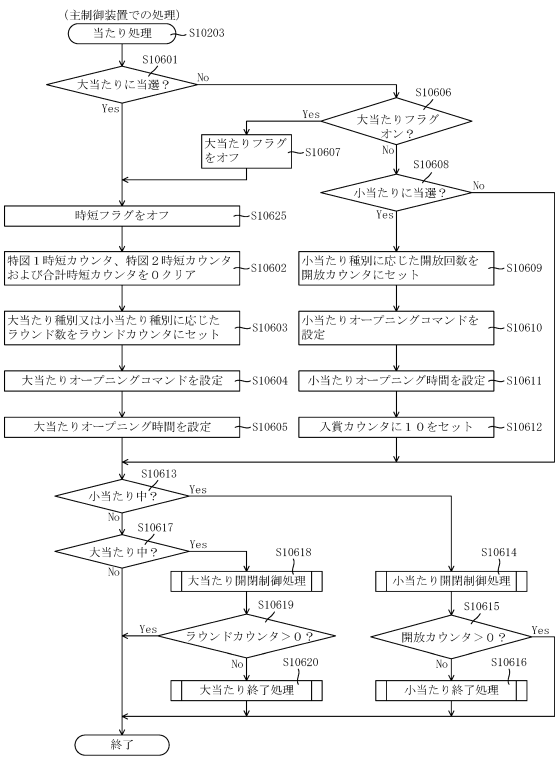 (主制御装置での処理)
当たり処理
S10203
S10601
大当たりに当選?
No
Yes
S10606
大当たりフラグ
オン?
Yes
No
大当たりフラグ
をオフ
S10607
S10608
小当たりに当選?
No
Yes
時短フラグをオフ
S10625
特図1時短カウンタ、特図2時短カウンタ
および合計時短カウンタを0クリア
S10602
小当たり種別に応じた開放回数を
開放カウンタにセット
S10609
大当たり種別又は小当たり種別に応じた
ラウンド数をラウンドカウンタにセット
S10603
小当たりオープニングコマンドを
設定
S10610
大当たりオープニングコマンドを設定
S10604
小当たりオープニング時間を設定
S10611
大当たりオープニング時間を設定
S10605
入賞カウンタに10をセット
S10612
S10613
小当たり中?
Yes
No
S10617
大当たり中?
Yes
No
S10618
大当たり開閉制御処理
S10614
小当たり開閉制御処理
S10619
ラウンドカウンタ>0?
Yes
No
S10615
開放カウンタ>0?
Yes
No
S10620
大当たり終了処理
S10616
小当たり終了処理
終了